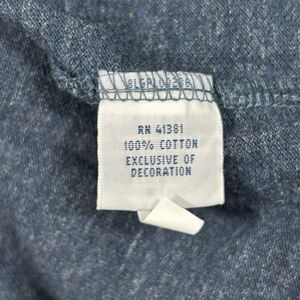 RN 41381
100% COTTON
EXCLUSIVE OF
DECORATION